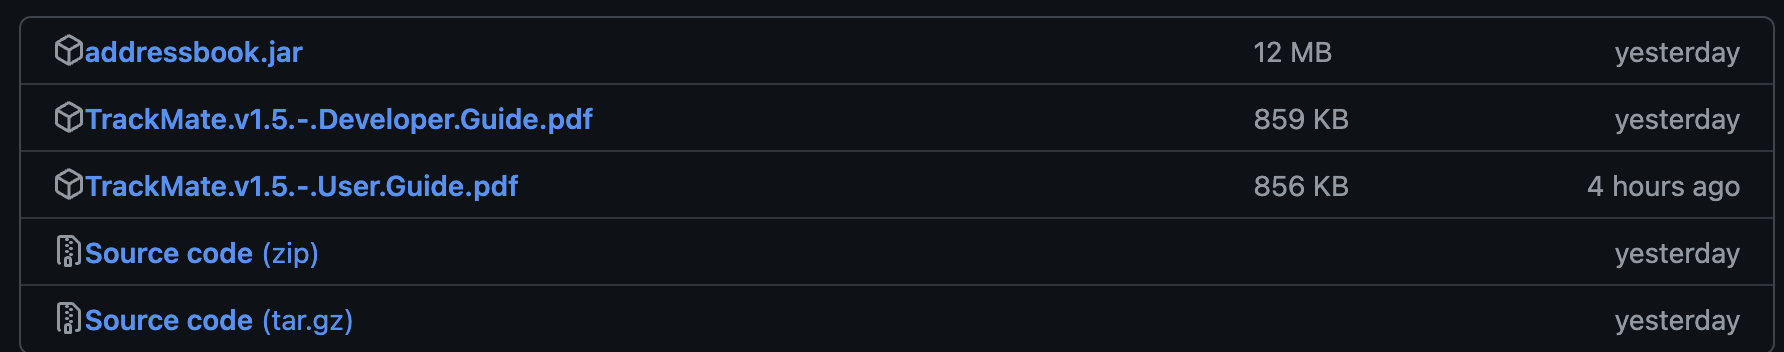 addressbook.jar 12 MB yesterday
TrackMate.v1.5.-.Developer.Guide.pdf 859 KB yesterday
TrackMate.v1.5.-.User.Guide.pdf 856 KB 4 hours ago
Source code (zip) yesterday
Source code (tar.gz) yesterday